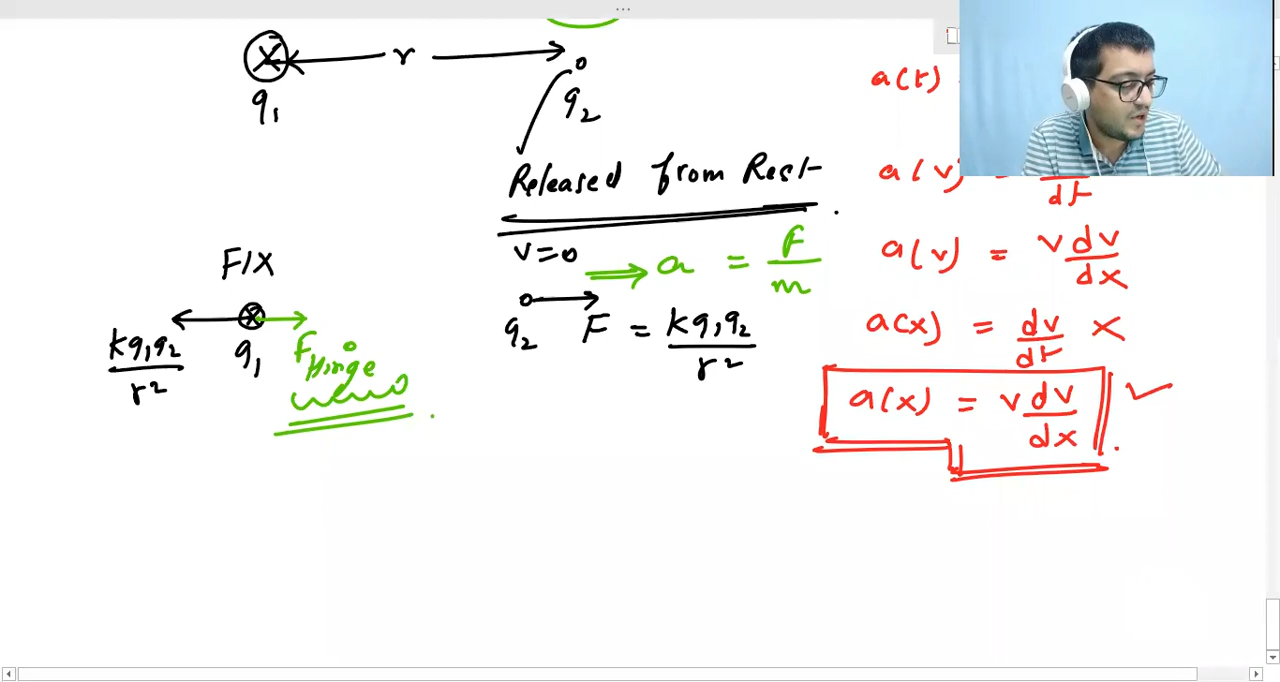 r
q1
q2
Released from Rest
v=0
a = F/m
FIX
kq1q2/r2
q1
FHinge
q2
F = kq1q2/r2
a(t)
a(v) =
dt
a(v) = v dv/dx
a(x) = dv/dt X
a(x) = v dv/dx